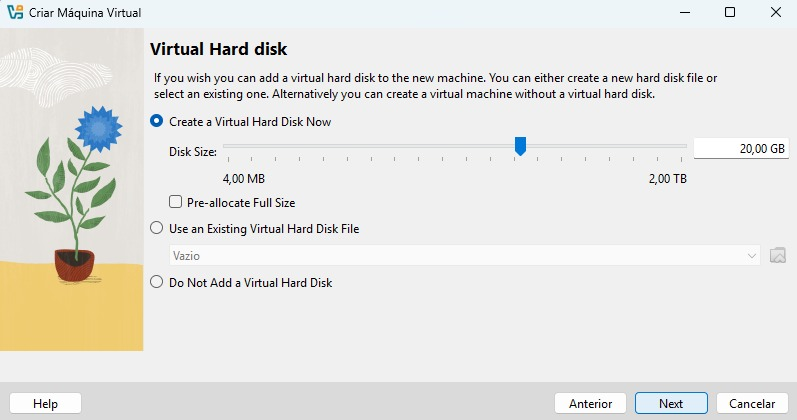 Criar Máquina Virtual
Virtual Hard disk
If you wish you can add a virtual hard disk to the new machine. You can either create a new hard disk file or
select an existing one. Alternatively you can create a virtual machine without a virtual hard disk.
Create a Virtual Hard Disk Now
Disk Size:
20,00 GB
4,00 MB
2,00 TB
Pre-allocate Full Size
Use an Existing Virtual Hard Disk File
Vazio
Do Not Add a Virtual Hard Disk
Help
Anterior
Next
Cancelar